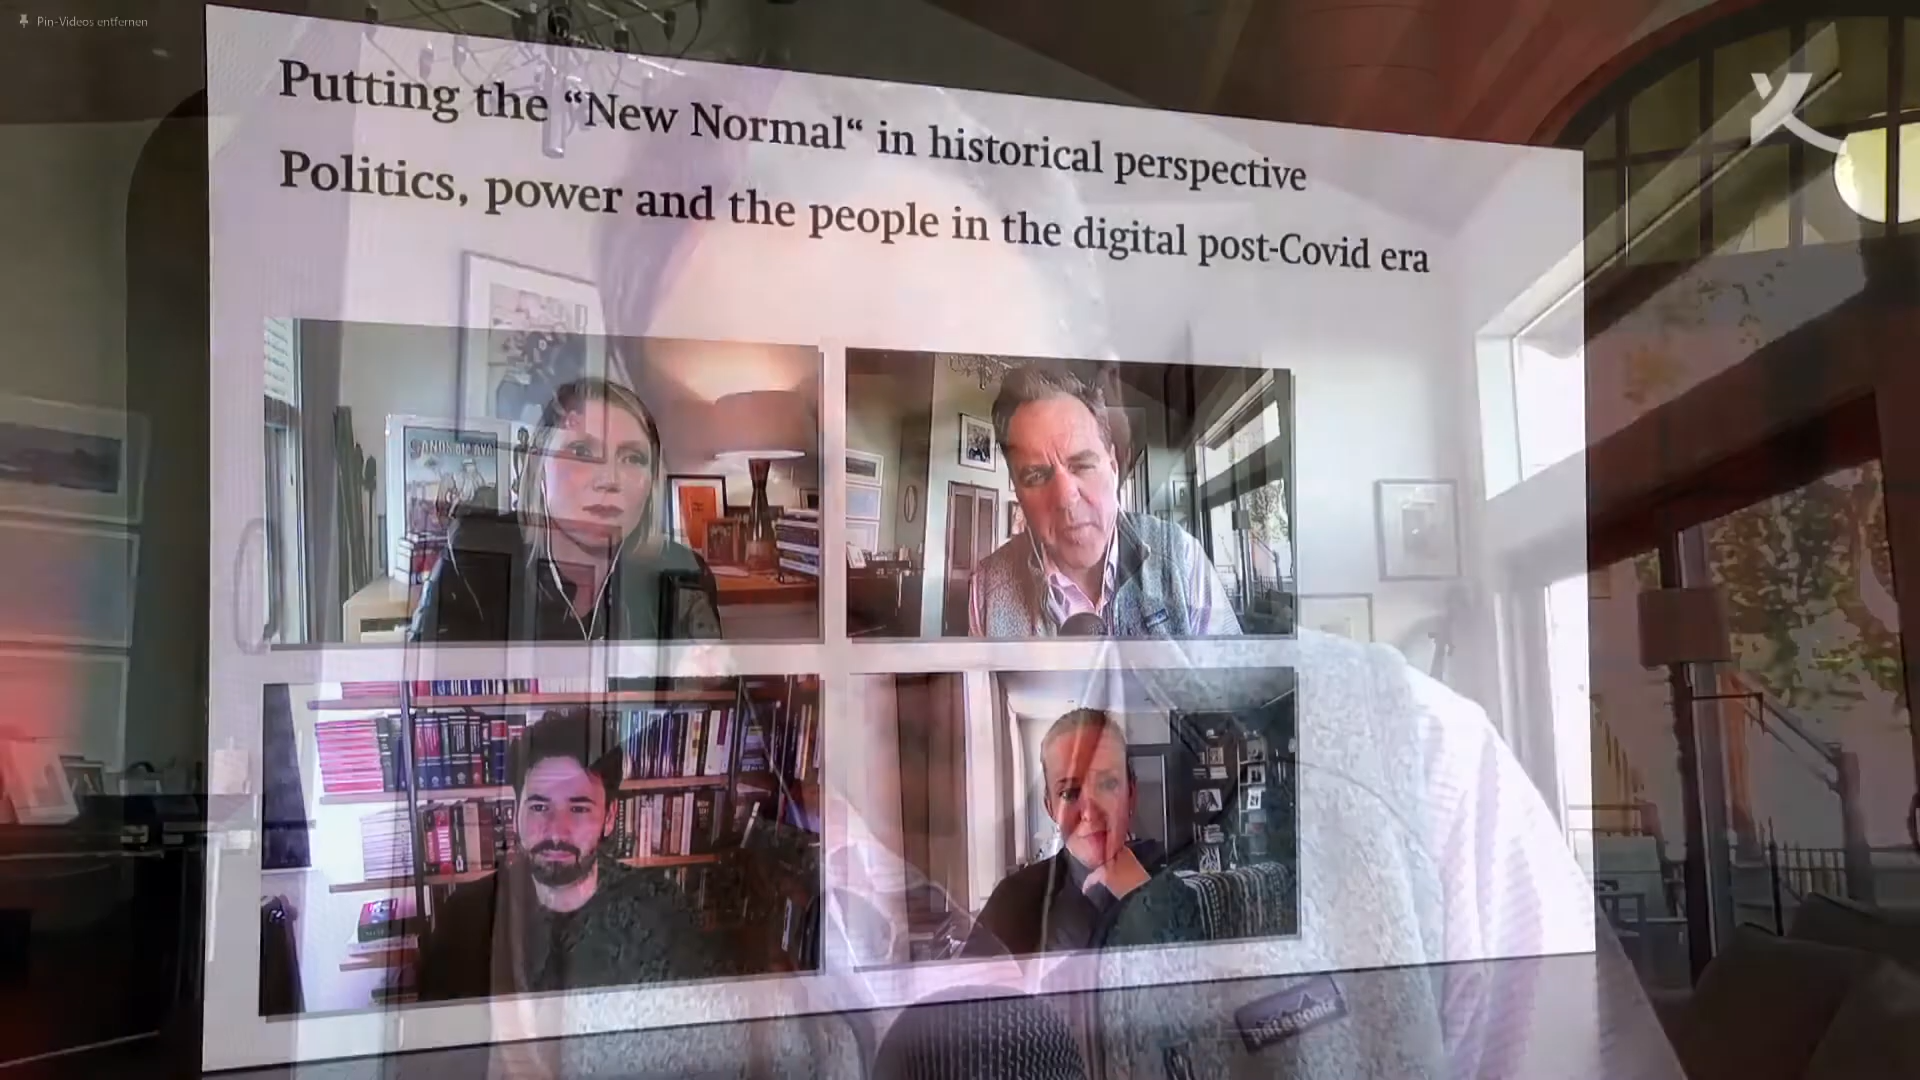 Pin-Videos entfernen
Putting the “New Normal“ in historical perspective
Politics, power and the people in the digital post-Covid era
patagonia